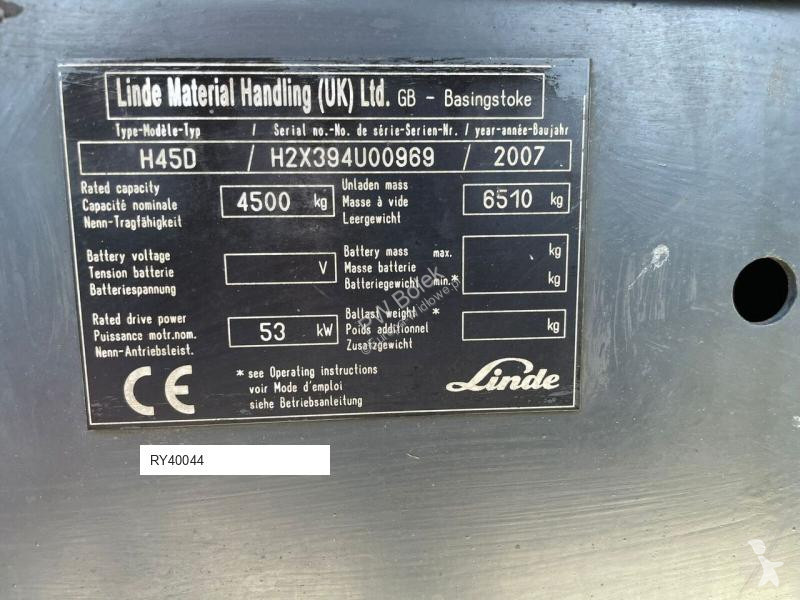 Linde Material Handling (UK) Ltd. GB - Basingstoke
Type-Modèle-Typ / Serial no.-No. de série-Serien-Nr. / year-année-Baujahr
H45D / H2X394U00969 / 2007
Rated capacity
Capacité nominale
Nenn-Tragfähigkeit
4500 kg
Unladen mass
Masse à vide
Leergewicht
6510 kg
Battery voltage
Tension batterie
Batteriespannung
V
Battery mass max. kg
Masse batterie
Batteriegewicht min.* kg
Rated drive power
Puissance motr.nom.
Nenn-Antriebsleist.
53 kW
Ballast weight *
Poids additionnel
Zusatzgewicht
kg
CE
* see Operating instructions
voir Mode d'emploi
siehe Betriebsanleitung
Linde
RY40044